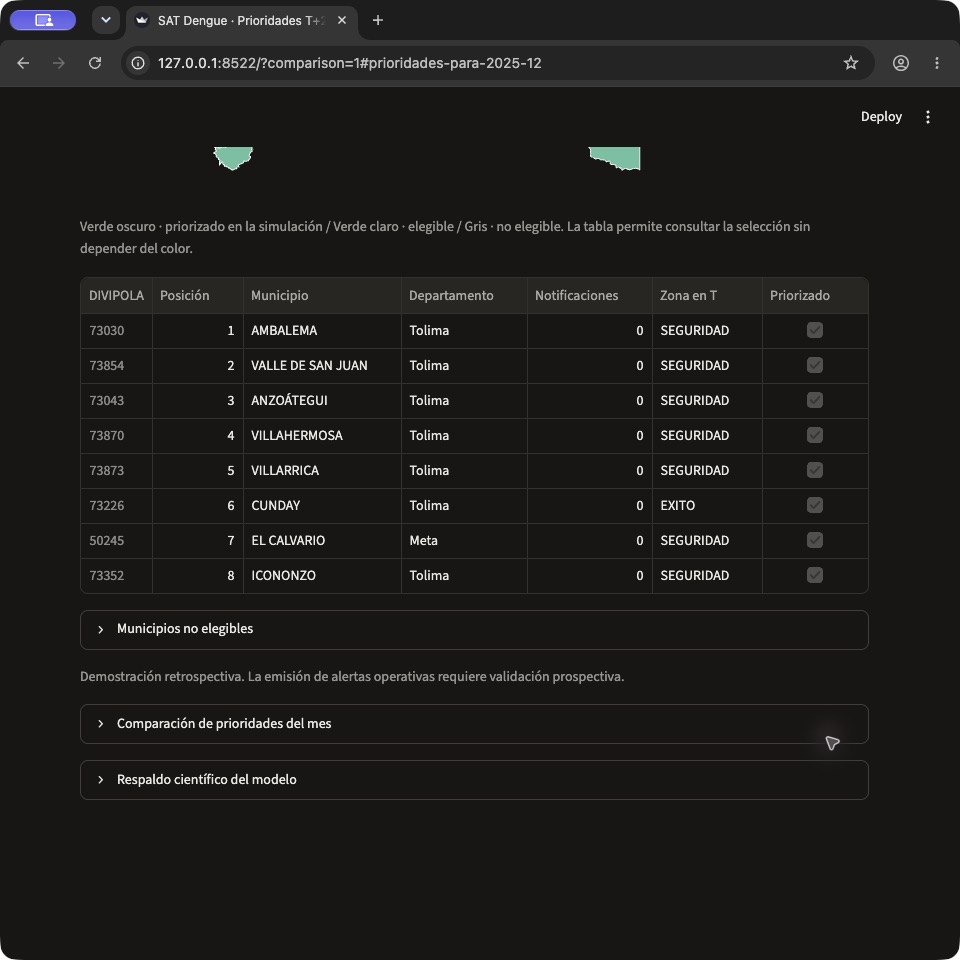 SAT Dengue · Prioridades T+2
127.0.0.1:8522/?comparison=1#prioridades-para-2025-12
Deploy
Verde oscuro · priorizado en la simulación / Verde claro · elegible / Gris · no elegible. La tabla permite consultar la selección sin
depender del color.
DIVIPOLA Posición Municipio Departamento Notificaciones Zona en T Priorizado
73030 1 AMBALEMA Tolima 0 SEGURIDAD
73854 2 VALLE DE SAN JUAN Tolima 0 SEGURIDAD
73043 3 ANZOÁTEGUI Tolima 0 SEGURIDAD
73870 4 VILLAHERMOSA Tolima 0 SEGURIDAD
73873 5 VILLARRICA Tolima 0 SEGURIDAD
73226 6 CUNDAY Tolima 0 EXITO
50245 7 EL CALVARIO Meta 0 SEGURIDAD
73352 8 ICONONZO Tolima 0 SEGURIDAD
Municipios no elegibles
Demostración retrospectiva. La emisión de alertas operativas requiere validación prospectiva.
Comparación de prioridades del mes
Respaldo científico del modelo